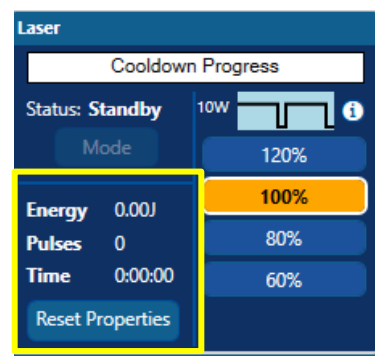 Laser
Cooldown Progress
Status: Standby
10W
i
Mode
120%
100%
80%
60%
Energy 0.00J
Pulses 0
Time 0:00:00
Reset Properties